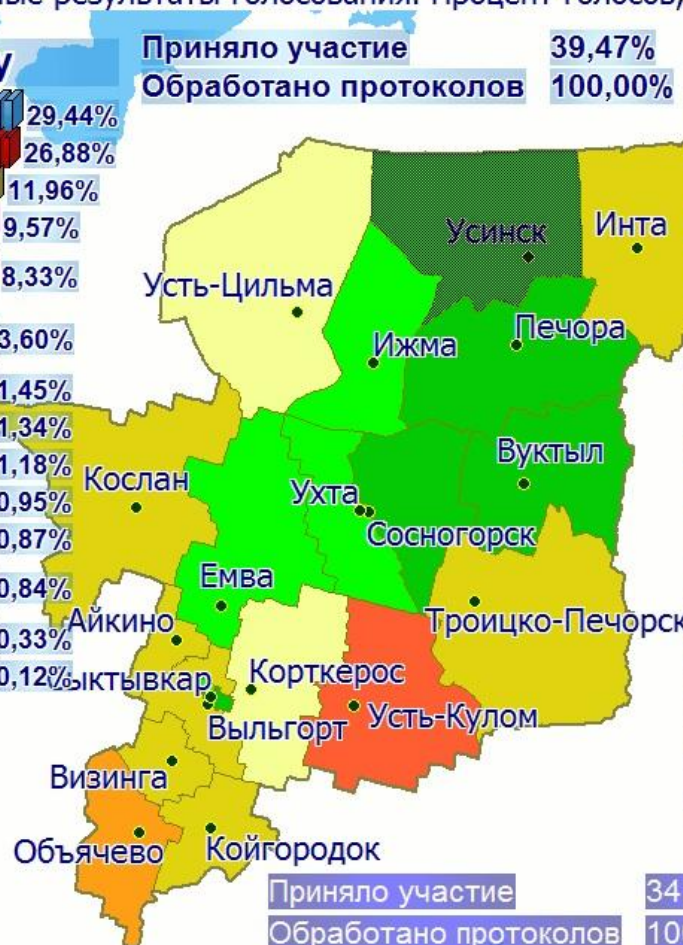 Приняло участие 39,47%
Обработано протоколов 100,00%
29,44%
26,88%
11,96%
9,57%
8,33%
3,60%
1,45%
1,34%
1,18%
0,95%
0,87%
0,84%
0,33%
0,12%
Усинск
Инта
Усть-Цильма
Печора
Ижма
Вуктыл
Кослан
Ухта
Сосногорск
Емва
Айкино
Троицко-Печорск
ыктывкар
Корткерос
Выльгорт
Усть-Кулом
Визинга
Объячево
Койгородок
Приняло участие 34
Обработано протоколов 10